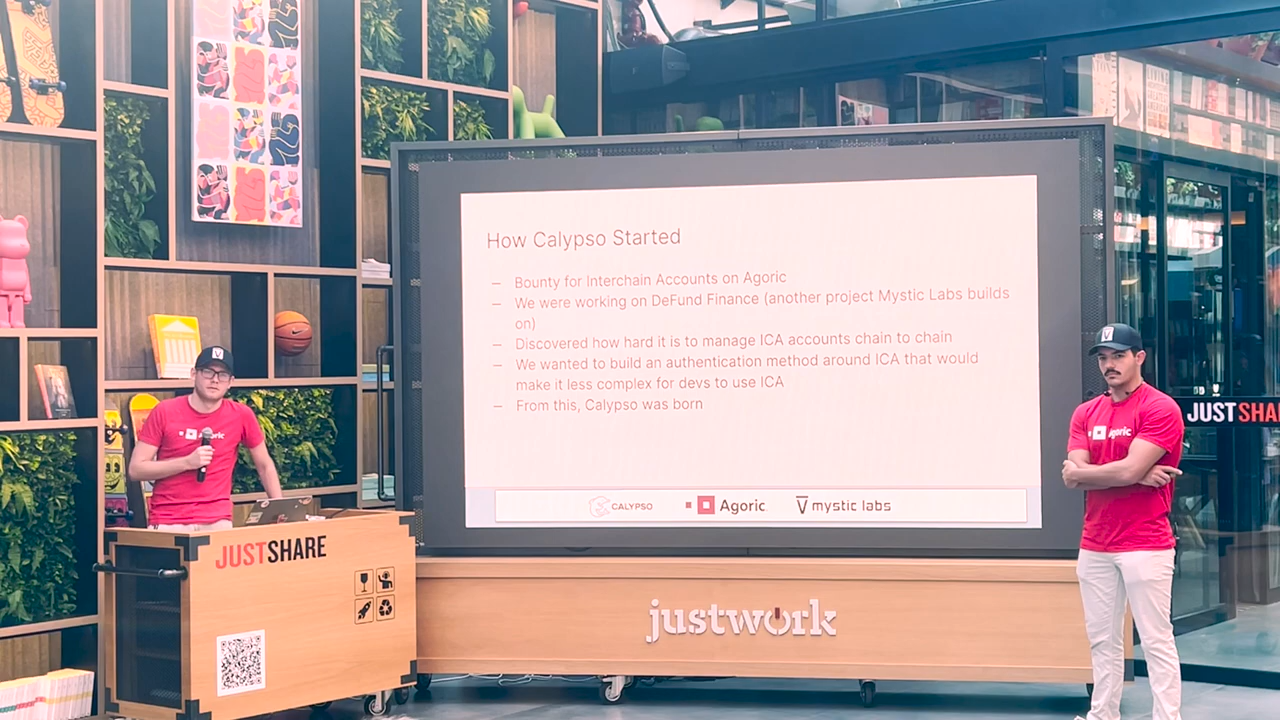 How Calypso Started
– Bounty for Interchain Accounts on Agoric
– We were working on DeFund Finance (another project Mystic Labs builds
on)
– Discovered how hard it is to manage ICA accounts chain to chain
– We wanted to build an authentication method around ICA that would
make it less complex for devs to use ICA
– From this, Calypso was born
CALYPSO
Agoric
mystic labs
Agoric
Agoric
JUSTSHARE
JUSTSHA
justwork